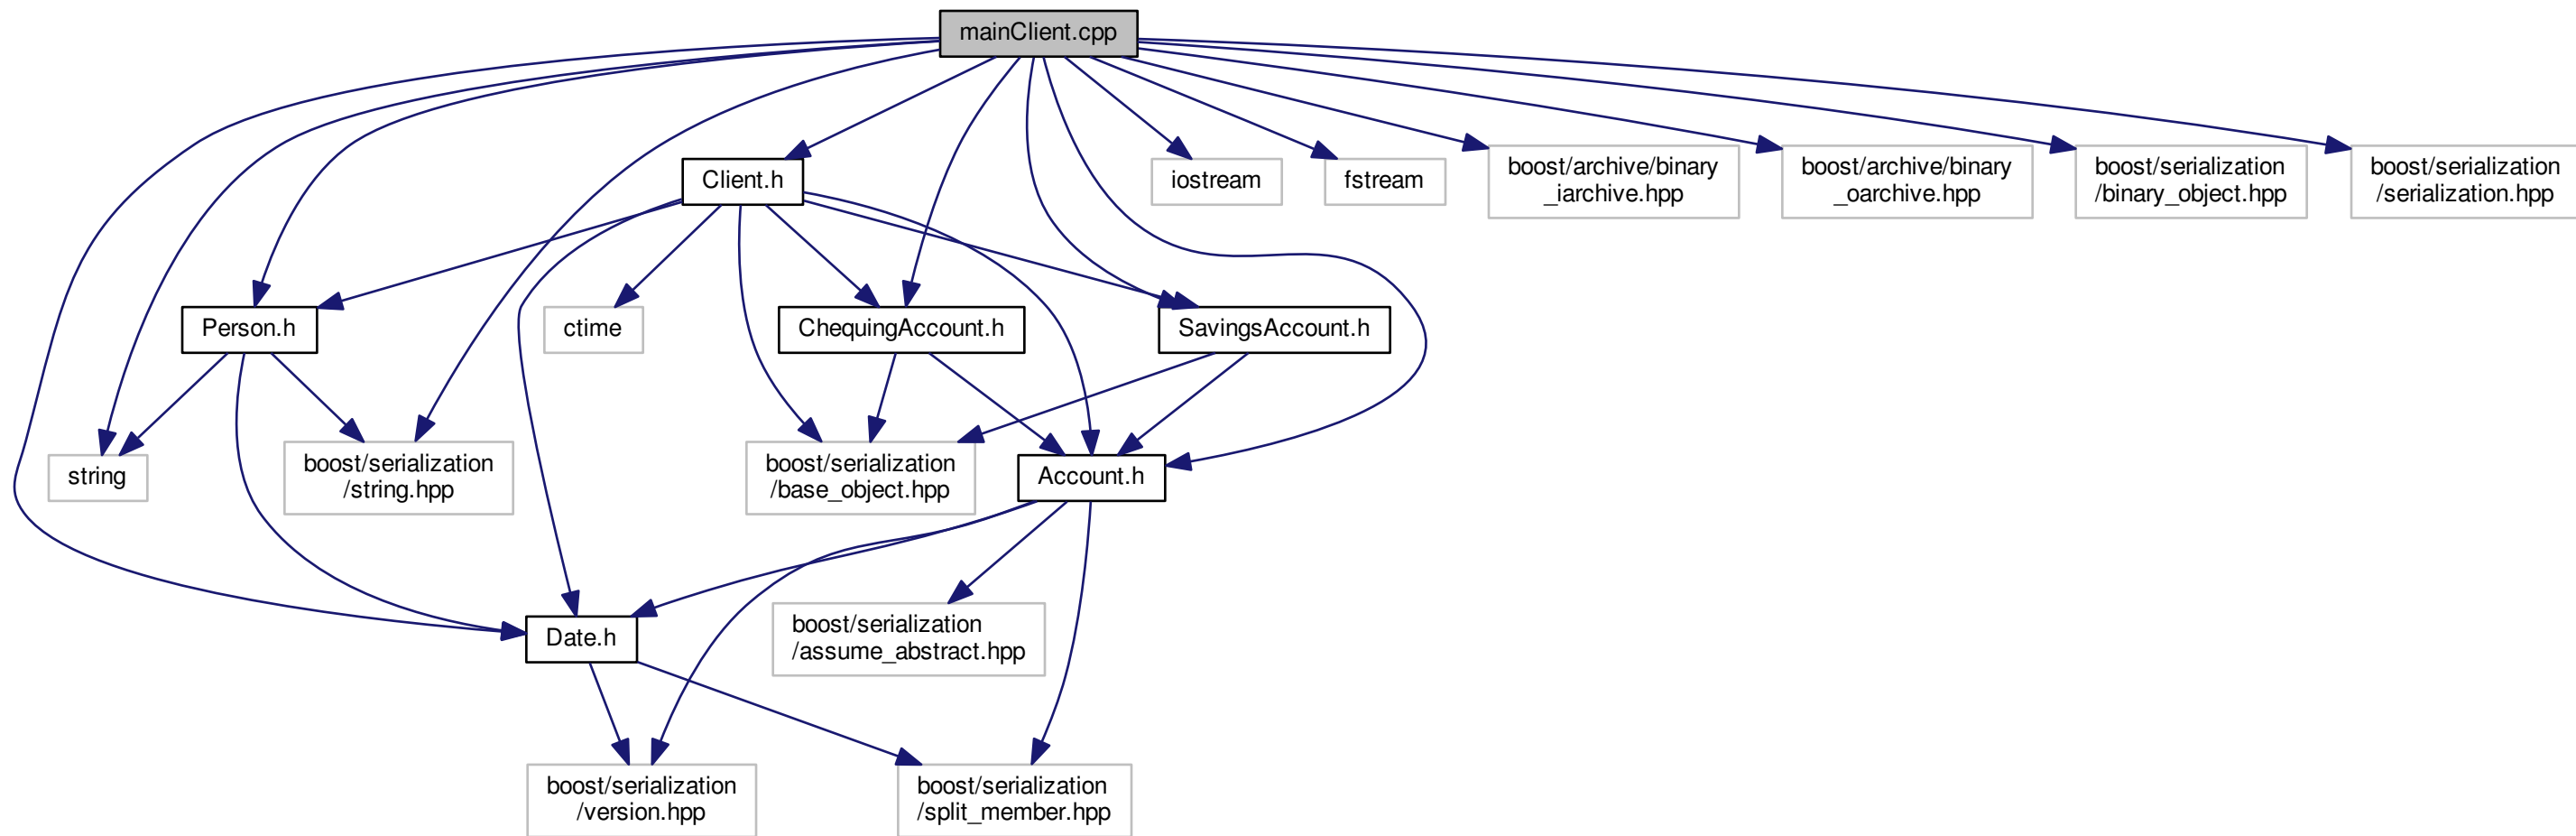 mainClient.cpp
Client.h
iostream
fstream
boost/archive/binary
_iarchive.hpp
boost/archive/binary
_oarchive.hpp
boost/serialization
/binary_object.hpp
boost/serialization
/serialization.hpp
Person.h
ctime
ChequingAccount.h
SavingsAccount.h
string
boost/serialization
/string.hpp
boost/serialization
/base_object.hpp
Account.h
Date.h
boost/serialization
/assume_abstract.hpp
boost/serialization
/version.hpp
boost/serialization
/split_member.hpp